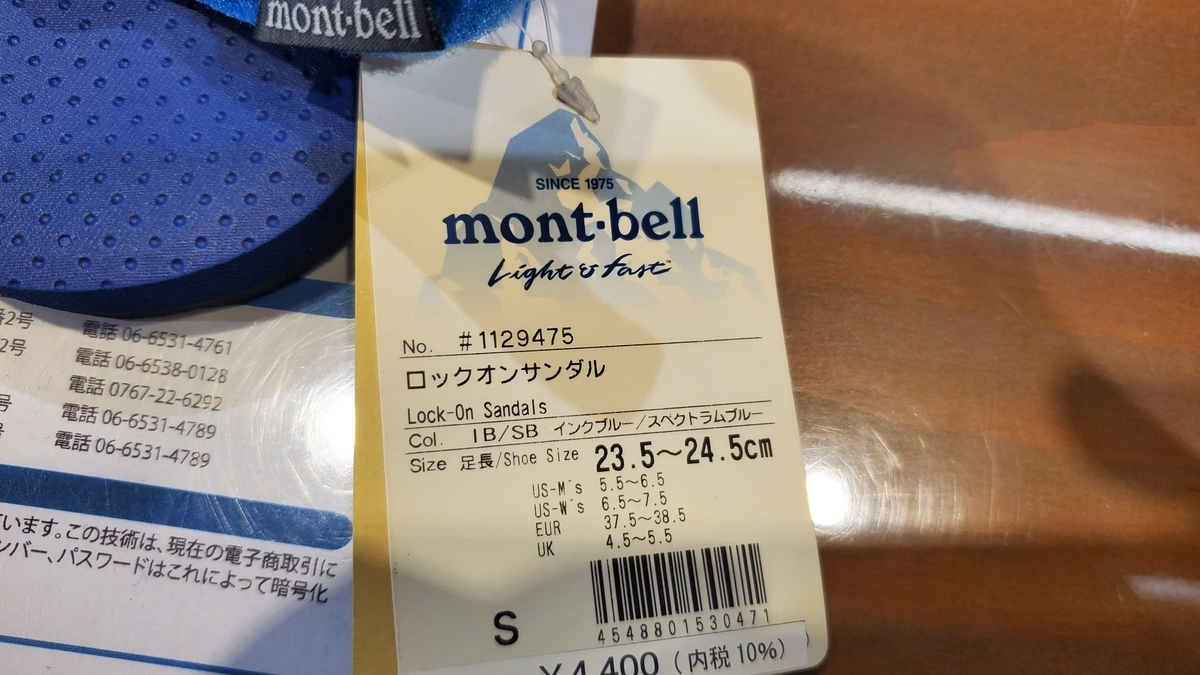 mont·bell
SINCE 1975
mont·bell
Light & Fast™
No. #1129475
ロックオンサンダル
Lock-On Sandals
Col. IB/SB インクブルー/スペクトラムブルー
Size 足長/Shoe Size 23.5～24.5cm
US-M's 5.5～6.5
US-W's 6.5～7.5
EUR 37.5～38.5
UK 4.5～5.5
S
4548801530471
¥4,400 (内税10%)
2号 電話 06-6531-4761
2号 電話 06-6538-0128
電話 0767-22-6292
号 電話 06-6531-4789
電話 06-6531-4789
います。この技術は、現在の電子商取引に
ンバー、パスワードはこれによって暗号化